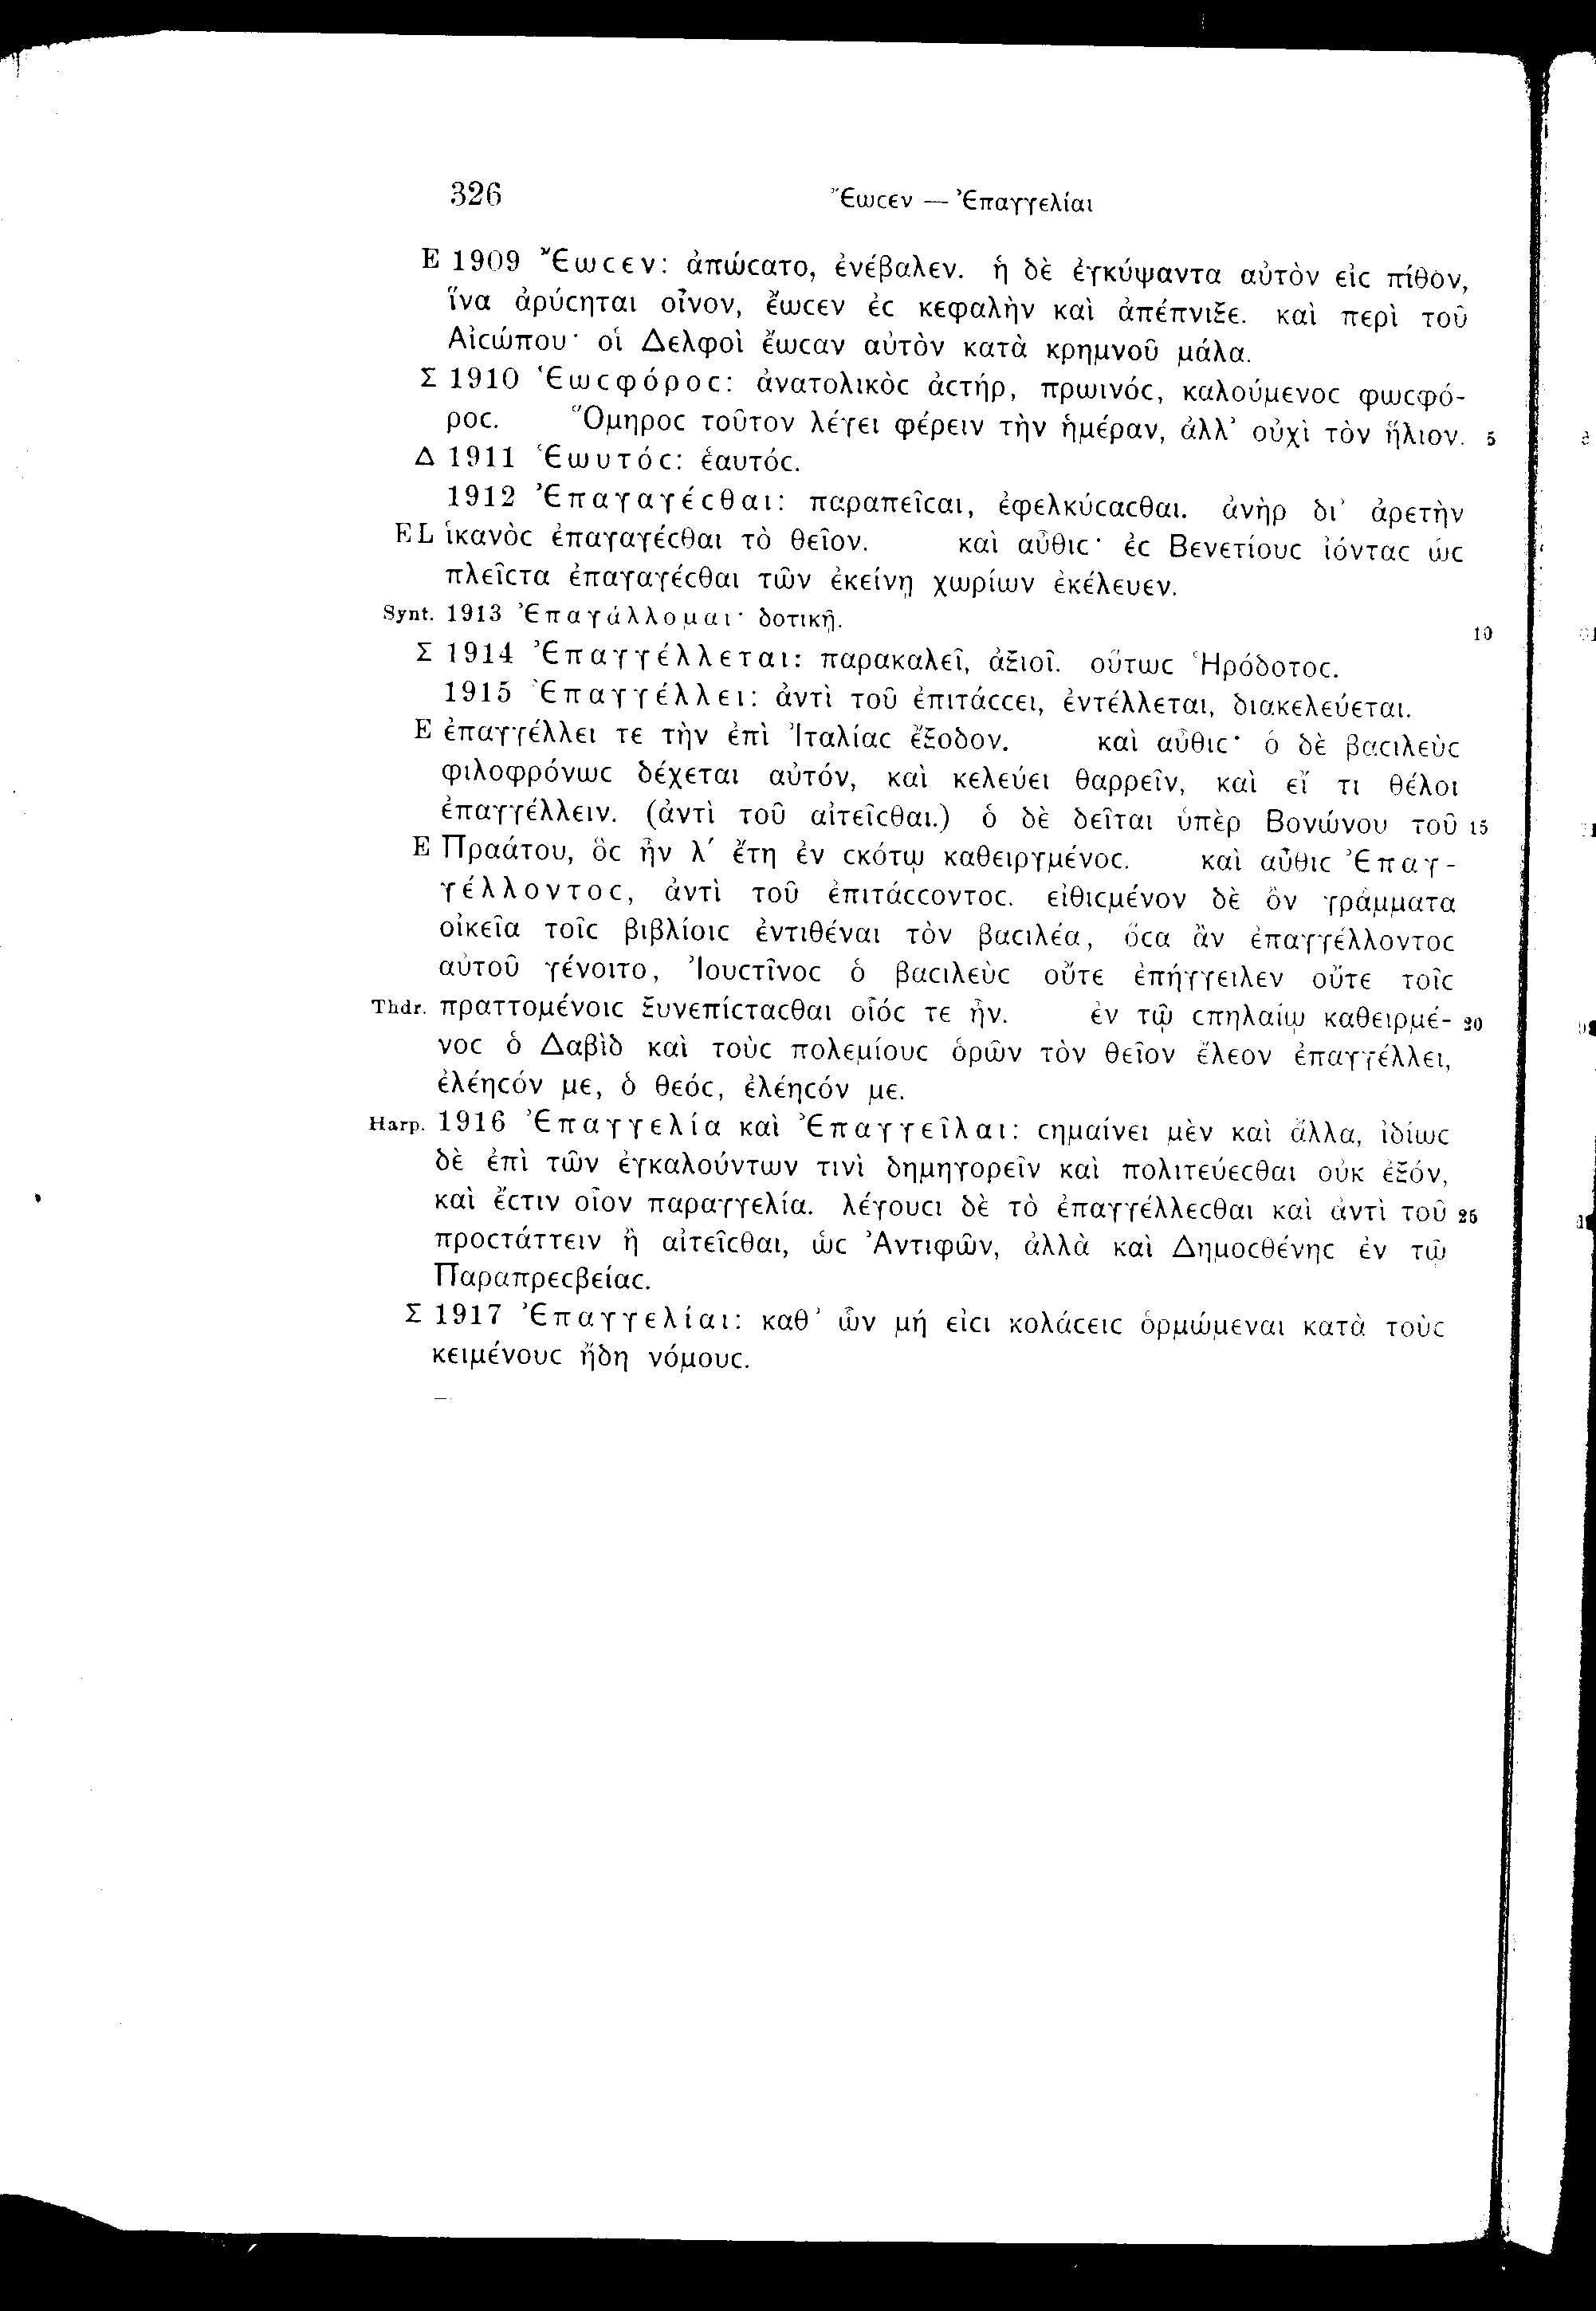 326 Ἔωϲεν — Ἐπαγγελίαι
E 1909 Ἔωϲεν: ἀπώϲατο, ἐνέβαλεν. ἡ δὲ ἐγκύψαντα αὐτὸν εἰϲ πίθον,
ἵνα ἀρύϲηται οἶνον, ἔωϲεν ἐϲ κεφαλὴν καὶ ἀπέπνιξε. καὶ περὶ τοῦ
Αἰϲώπου· οἱ Δελφοὶ ἔωϲαν αὐτὸν κατὰ κρημνοῦ μάλα.
Σ 1910 Ἑωϲφόροϲ: ἀνατολικὸϲ ἀϲτήρ, πρωινόϲ, καλούμενοϲ φωϲφό-
ροϲ. Ὅμηροϲ τοῦτον λέγει φέρειν τὴν ἡμέραν, ἀλλ' οὐχὶ τὸν ἥλιον. 5
Δ 1911 Ἑωυτόϲ: ἑαυτόϲ.
1912 Ἐπαγαγέϲθαι: παραπεῖϲαι, ἐφελκύϲαϲθαι. ἀνὴρ δι' ἀρετὴν
EL ἱκανὸϲ ἐπαγαγέϲθαι τὸ θεῖον. καὶ αὖθιϲ· ἐϲ Βενετίουϲ ἰόνταϲ ὡϲ
πλεῖϲτα ἐπαγαγέϲθαι τῶν ἐκείνῃ χωρίων ἐκέλευεν.
Synt. 1913 Ἐπαγάλλομαι· δοτικῇ. 10
Σ 1914 Ἐπαγγέλλεται: παρακαλεῖ, ἀξιοῖ. οὕτωϲ Ἡρόδοτοϲ.
1915 Ἐπαγγέλλει: ἀντὶ τοῦ ἐπιτάϲϲει, ἐντέλλεται, διακελεύεται.
E ἐπαγγέλλει τε τὴν ἐπὶ Ἰταλίαϲ ἔξοδον. καὶ αὖθιϲ· ὁ δὲ βαϲιλεὺϲ
φιλοφρόνωϲ δέχεται αὐτόν, καὶ κελεύει θαρρεῖν, καὶ εἴ τι θέλοι
ἐπαγγέλλειν. (ἀντὶ τοῦ αἰτεῖϲθαι.) ὁ δὲ δεῖται ὑπὲρ Βονώνου τοῦ 15
E Πραάτου, ὃϲ ἦν λ´ ἔτη ἐν ϲκότῳ καθειργμένοϲ. καὶ αὖθιϲ Ἐπαγ-
γέλλοντοϲ, ἀντὶ τοῦ ἐπιτάϲϲοντοϲ. εἰθιϲμένον δὲ ὂν γράμματα
οἰκεῖα τοῖϲ βιβλίοιϲ ἐντιθέναι τὸν βαϲιλέα, ὅϲα ἂν ἐπαγγέλλοντοϲ
αὐτοῦ γένοιτο, Ἰουϲτῖνοϲ ὁ βαϲιλεὺϲ οὔτε ἐπήγγειλεν οὔτε τοῖϲ
Thdr. πραττομένοιϲ ξυνεπίϲταϲθαι οἷόϲ τε ἦν. ἐν τῷ ϲπηλαίῳ καθειρμέ- 20
νοϲ ὁ Δαβὶδ καὶ τοὺϲ πολεμίουϲ ὁρῶν τὸν θεῖον ἔλεον ἐπαγγέλλει,
ἐλέηϲόν με, ὁ θεόϲ, ἐλέηϲόν με.
Harp. 1916 Ἐπαγγελία καὶ Ἐπαγγεῖλαι: ϲημαίνει μὲν καὶ ἄλλα, ἰδίωϲ
δὲ ἐπὶ τῶν ἐγκαλούντων τινὶ δημηγορεῖν καὶ πολιτεύεϲθαι οὐκ ἐξόν,
καὶ ἔϲτιν οἷον παραγγελία. λέγουϲι δὲ τὸ ἐπαγγέλλεϲθαι καὶ ἀντὶ τοῦ 25
προϲτάττειν ἢ αἰτεῖϲθαι, ὡϲ Ἀντιφῶν, ἀλλὰ καὶ Δημοϲθένηϲ ἐν τῷ
Παραπρεϲβείαϲ.
Σ 1917 Ἐπαγγελίαι: καθ' ὧν μή εἰϲι κολάϲειϲ ὁρμώμεναι κατὰ τοὺϲ
κειμένουϲ ἤδη νόμουϲ.